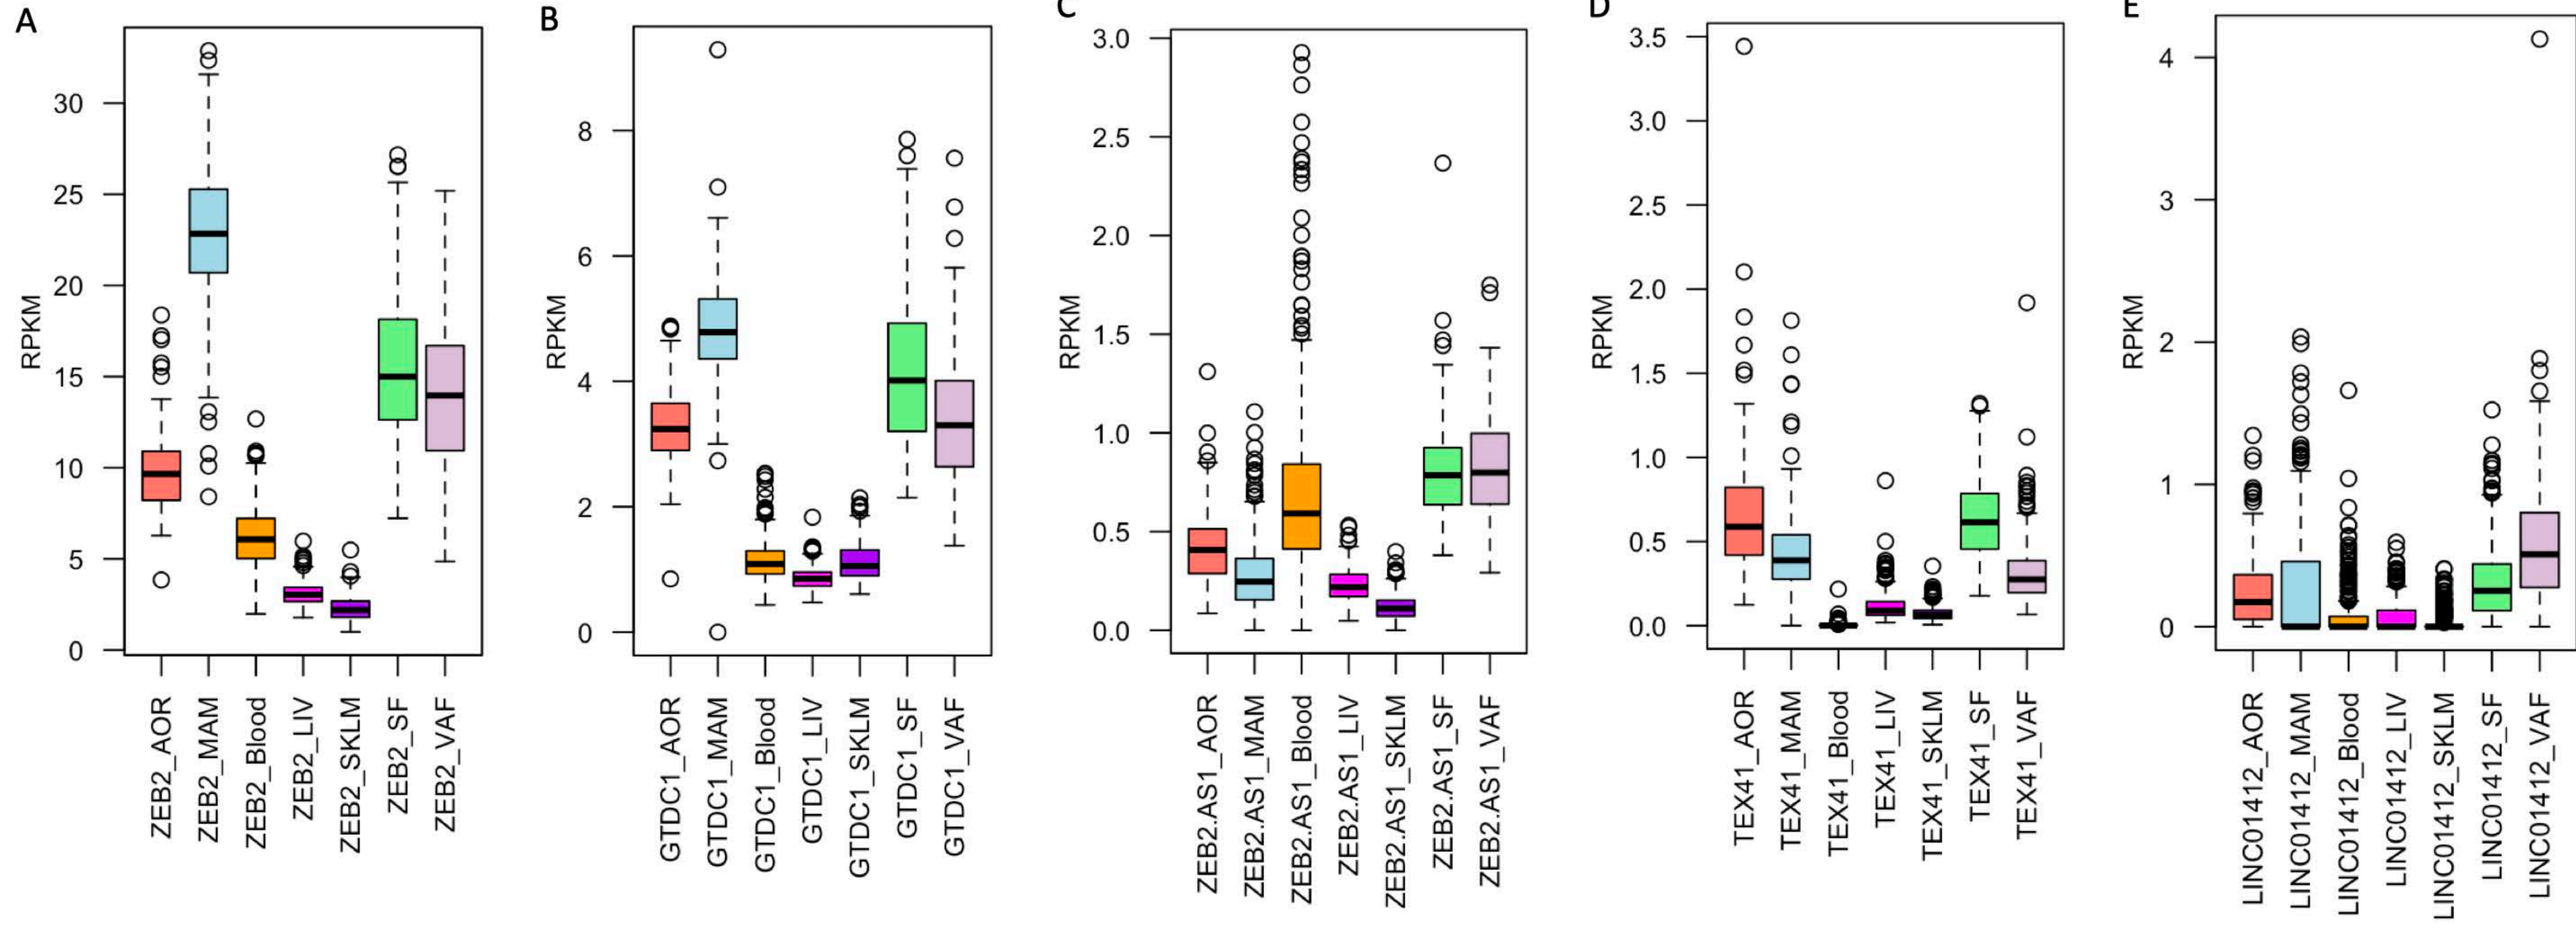 A
RPKM
30
25
20
15
10
5
0
ZEB2_AOR
ZEB2_MAM
ZEB2_Blood
ZEB2_LIV
ZEB2_SKLM
ZEB2_SF
ZEB2_VAF
B
RPKM
8
6
4
2
0
GTDC1_AOR
GTDC1_MAM
GTDC1_Blood
GTDC1_LIV
GTDC1_SKLM
GTDC1_SF
GTDC1_VAF
C
RPKM
3.0
2.5
2.0
1.5
1.0
0.5
0.0
ZEB2.AS1_AOR
ZEB2.AS1_MAM
ZEB2.AS1_Blood
ZEB2.AS1_LIV
ZEB2.AS1_SKLM
ZEB2.AS1_SF
ZEB2.AS1_VAF
D
RPKM
3.5
3.0
2.5
2.0
1.5
1.0
0.5
0.0
TEX41_AOR
TEX41_MAM
TEX41_Blood
TEX41_LIV
TEX41_SKLM
TEX41_SF
TEX41_VAF
E
RPKM
4
3
2
1
0
LINC01412_AOR
LINC01412_MAM
LINC01412_Blood
LINC01412_LIV
LINC01412_SKLM
LINC01412_SF
LINC01412_VAF